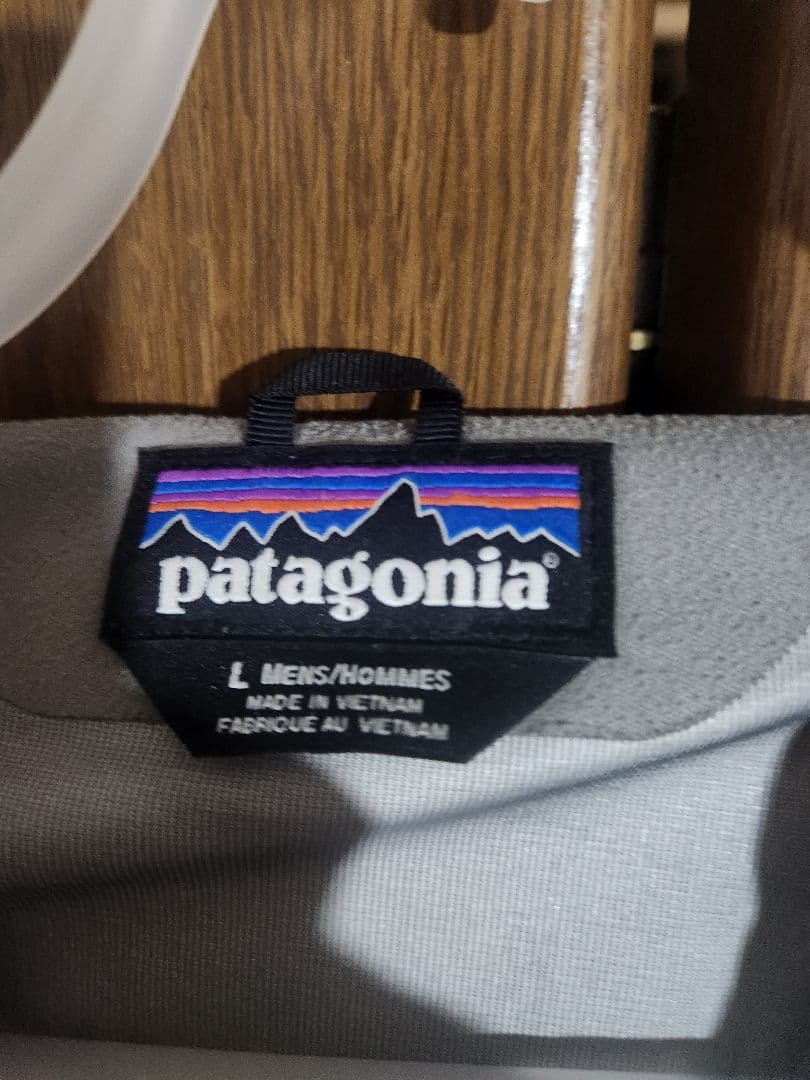 patagonia®
L MENS/HOMMES
MADE IN VIETNAM
FABRIQUE AU VIETNAM